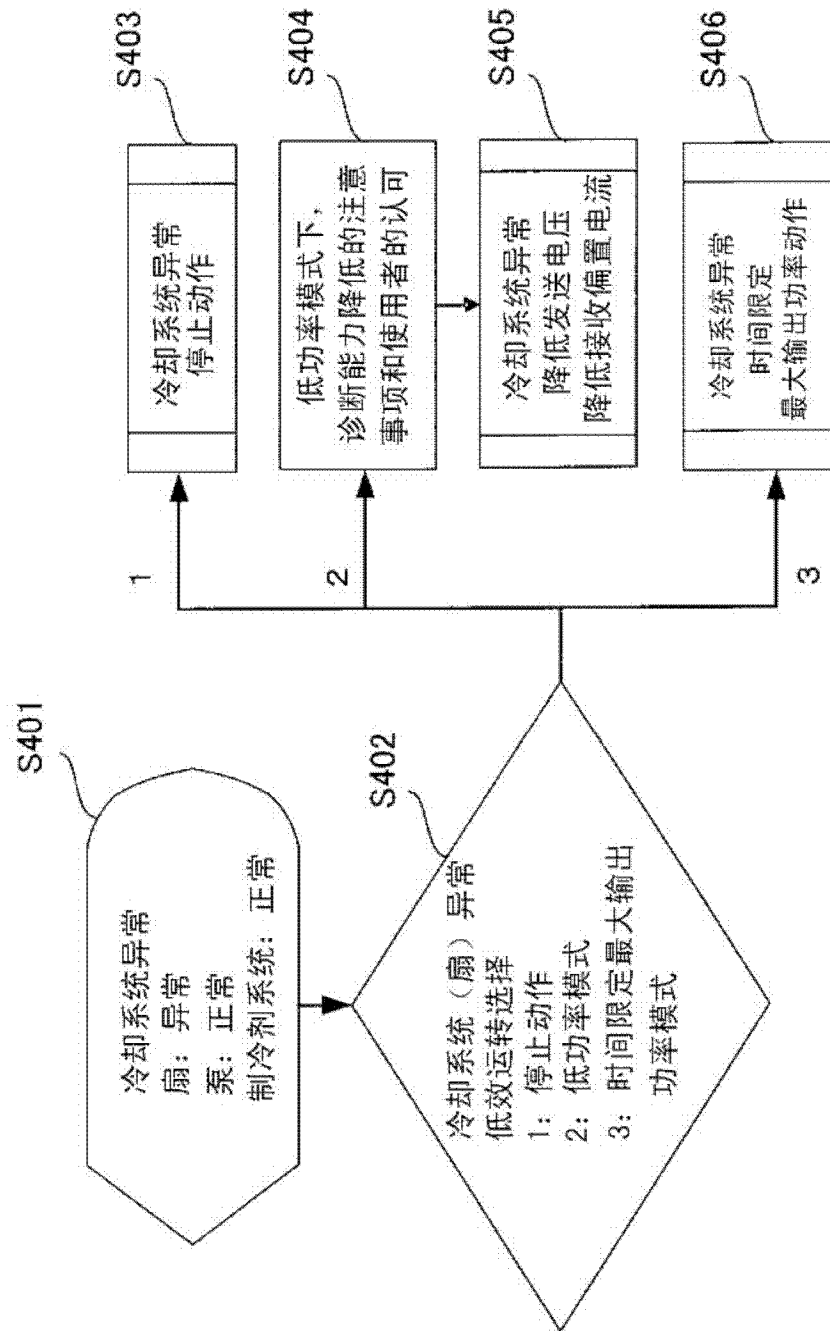 S401
冷却系统异常
扇：异常
泵：正常
制冷剂系统：正常
S402
冷却系统（扇）异常
低效运转选择
1：停止动作
2：低功率模式
3：时间限定最大输出
功率模式
1
S403
冷却系统异常
停止动作
2
S404
低功率模式下，
诊断能力降低的注意
事项和使用者的认可
S405
冷却系统异常
降低发送电压
降低接收偏置电流
3
S406
冷却系统异常
时间限定
最大输出功率动作